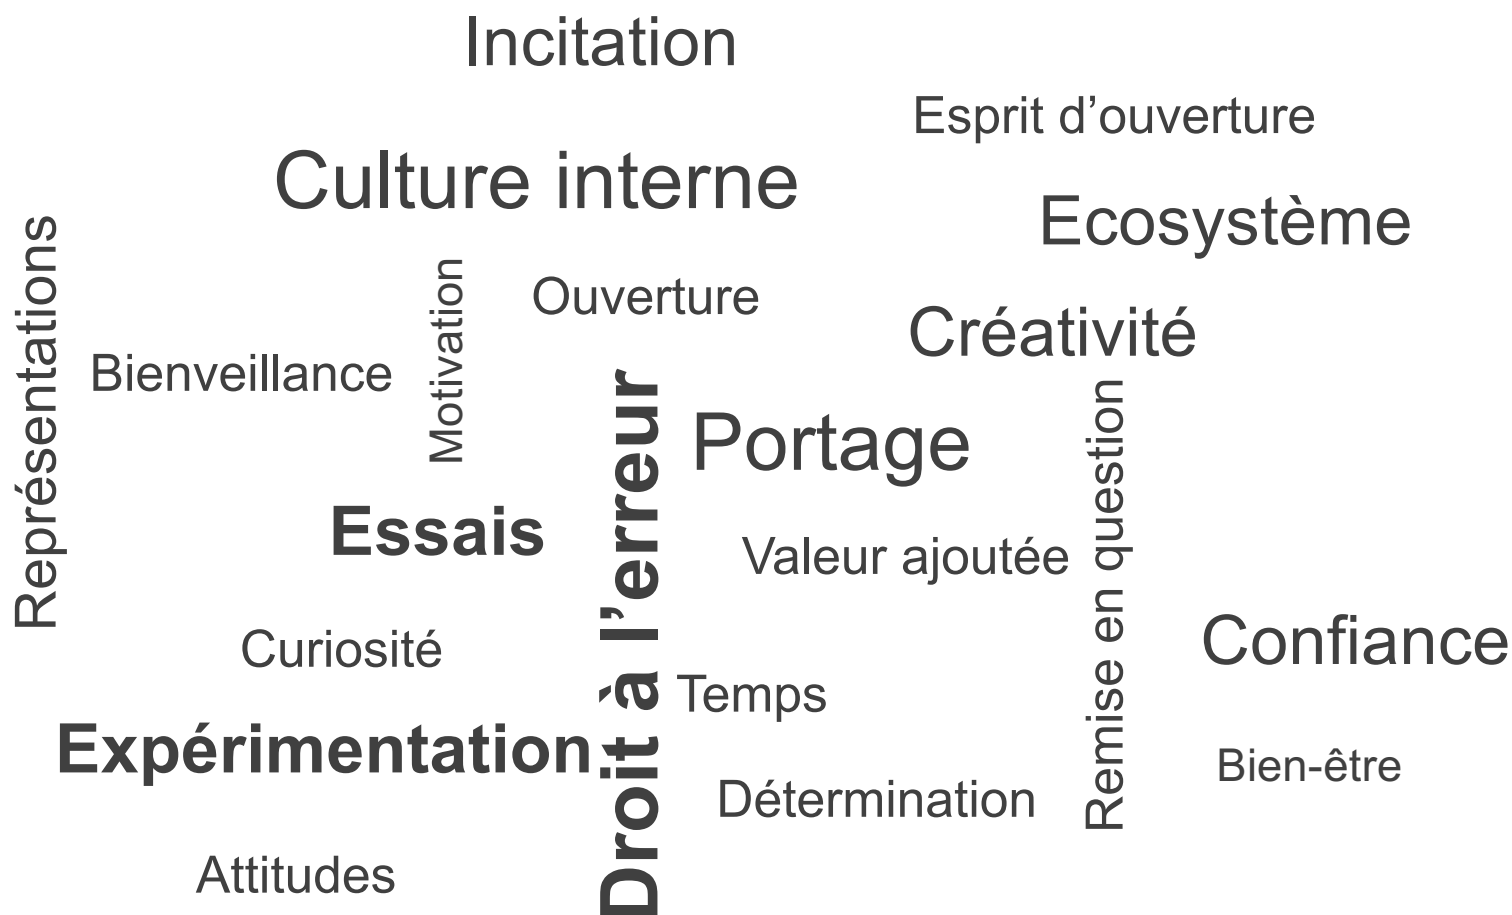 Incitation
Esprit d’ouverture
Culture interne
Ecosystème
Représentations
Motivation
Ouverture
Créativité
Bienveillance
Droit à l'erreur
Portage
Remise en question
Essais
Valeur ajoutée
Curiosité
Confiance
Temps
Expérimentation
Bien-être
Détermination
Attitudes